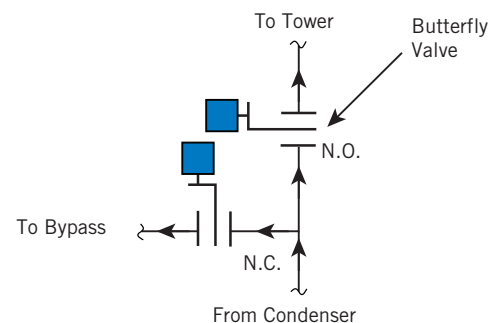 To Tower
Butterfly
Valve
N.O.
To Bypass
N.C.
From Condenser